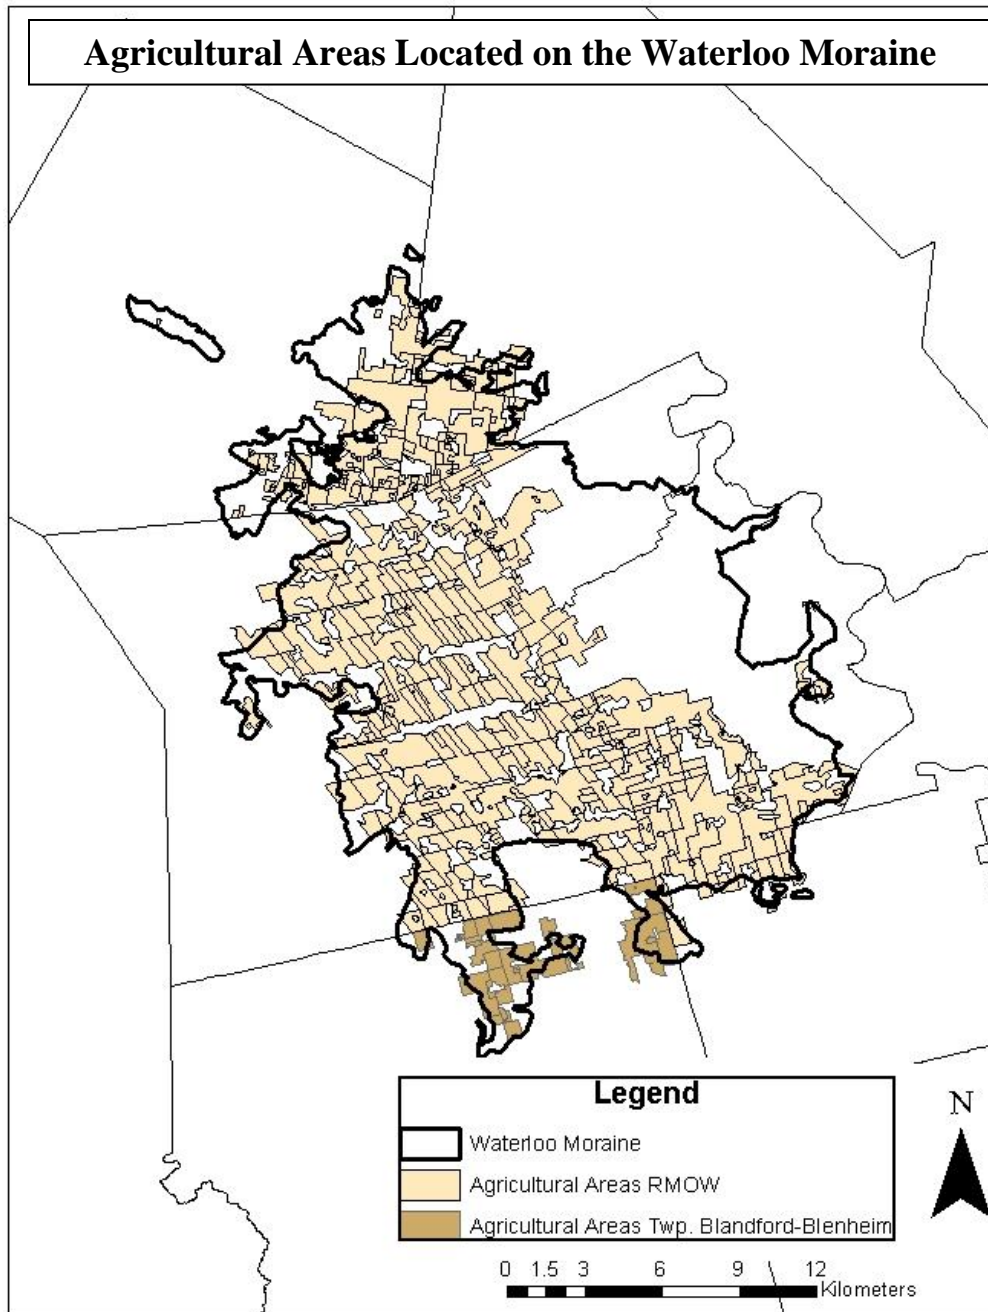 Agricultural Areas Located on the Waterloo Moraine
Legend
Waterloo Moraine
Agricultural Areas RMOW
Agricultural Areas Twp. Blandford-Blenheim
N
0 1.5 3 6 9 12
Kilometers